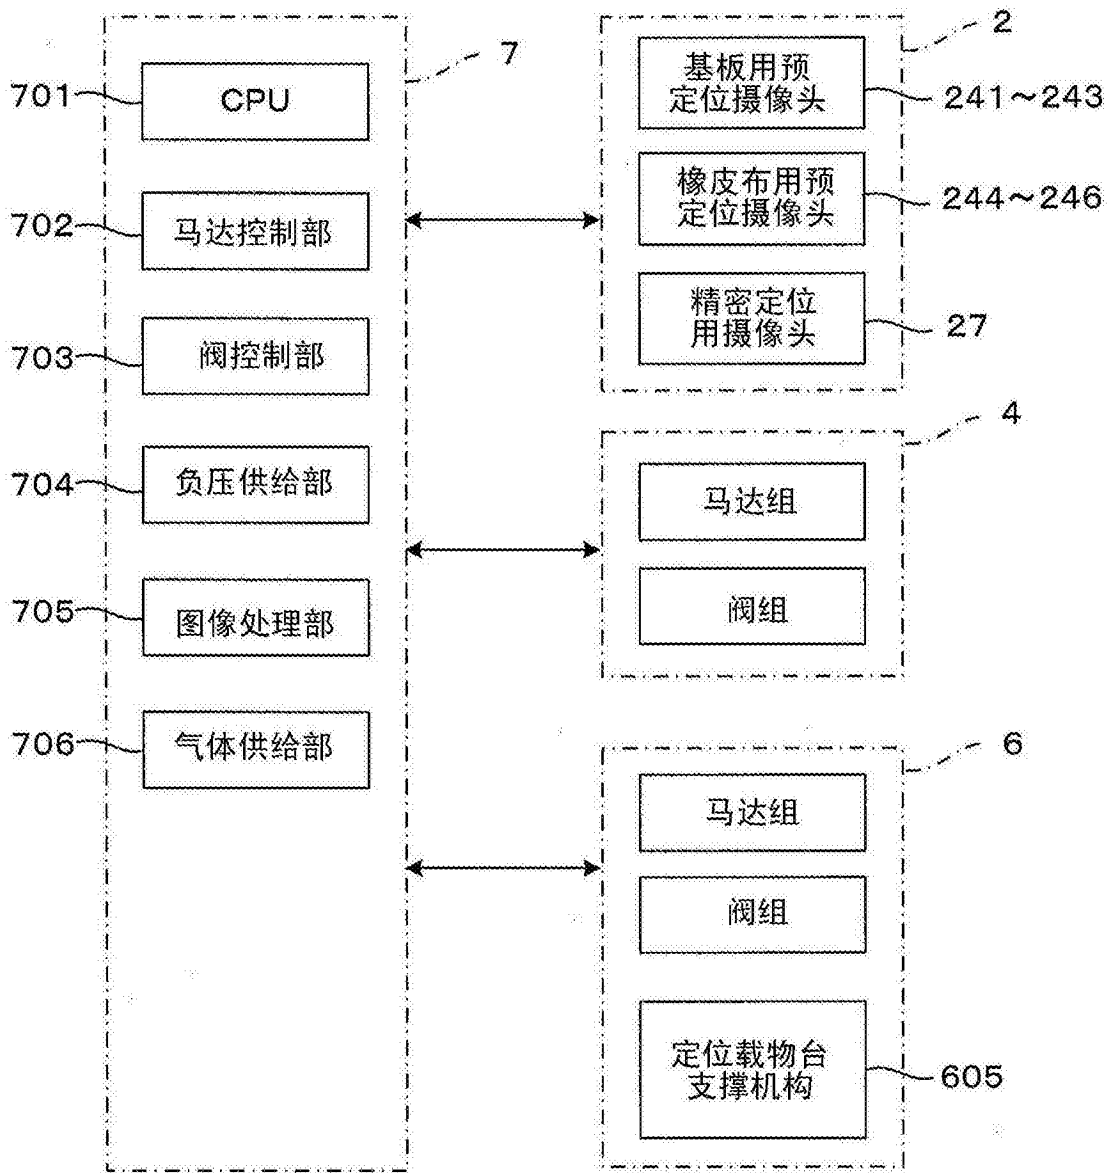 7
701
CPU
702
马达控制部
703
阀控制部
704
负压供给部
705
图像处理部
706
气体供给部
2
基板用预
定位摄像头
241～243
橡皮布用预
定位摄像头
244～246
精密定位
用摄像头
27
4
马达组
阀组
6
马达组
阀组
定位载物台
支撑机构
605